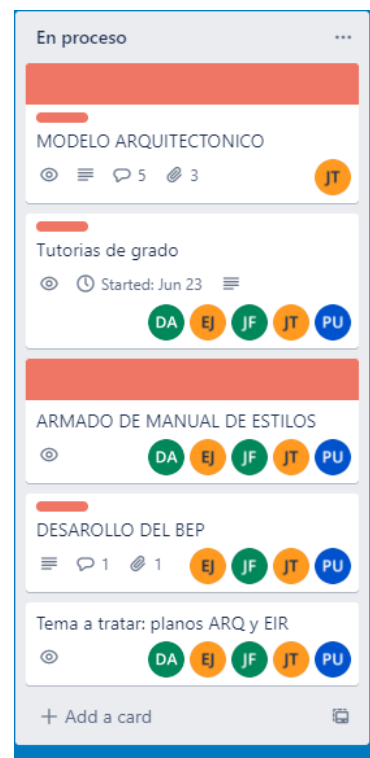 En proceso
MODELO ARQUITECTONICO
5 3
JT
Tutorias de grado
Started: Jun 23
DA EJ JF JT PU
ARMADO DE MANUAL DE ESTILOS
DA EJ JF JT PU
DESAROLLO DEL BEP
1 1 EJ JF JT PU
Tema a tratar: planos ARQ y EIR
DA EJ JF JT PU
+ Add a card